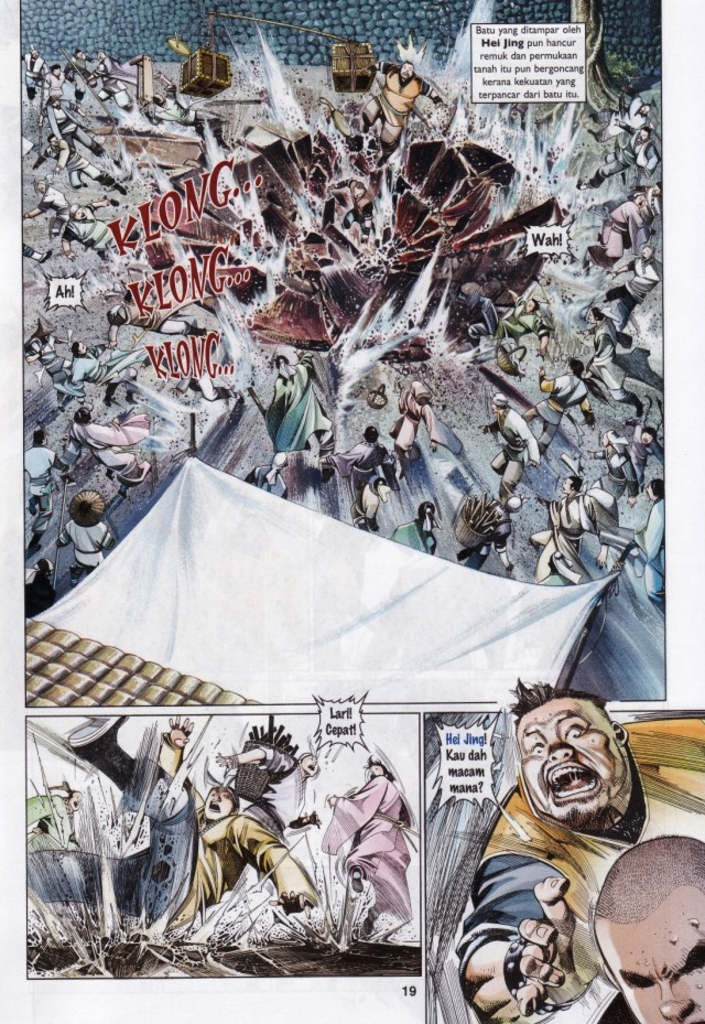 Batu yang ditampar oleh
Hei Jing pun hancur
remuk dan permukaan
tanah itu pun bergoncang
kerana kekuatan yang
terpancar dari batu itu.
KLONG...
Wah!
KLONG...
Ah!
KLONG...
Lari!
Cepat!
Hei Jing!
Kau dah
macam
mana?
19